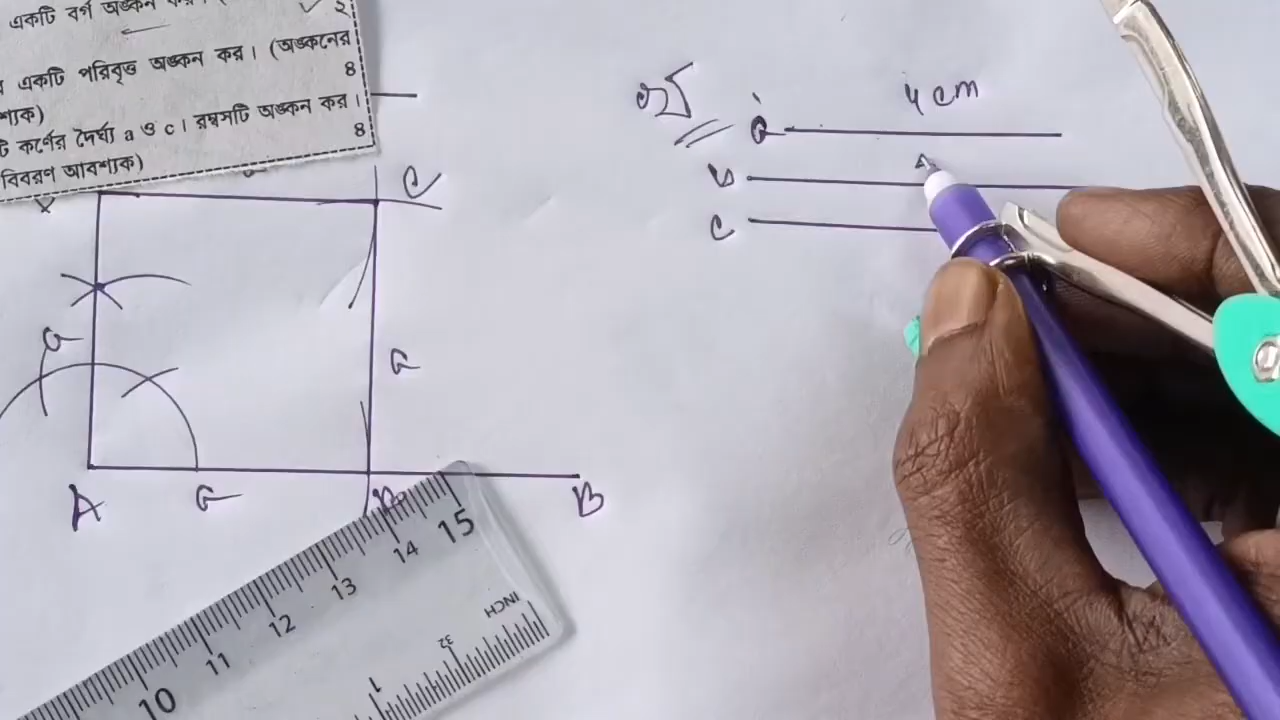 একটি বর্গ অঙ্কন কর। ২
একটি পরিবৃত্ত অঙ্কন কর। (অঙ্কনের
শ্যক) ৪
টি কর্ণের দৈর্ঘ্য a ও c। রম্বসটি অঙ্কন কর।
বিবরণ আবশ্যক) ৪
4 cm
a
b
c
C
a
a
A a B
10 11 12 13 14 15
INCH
32
1